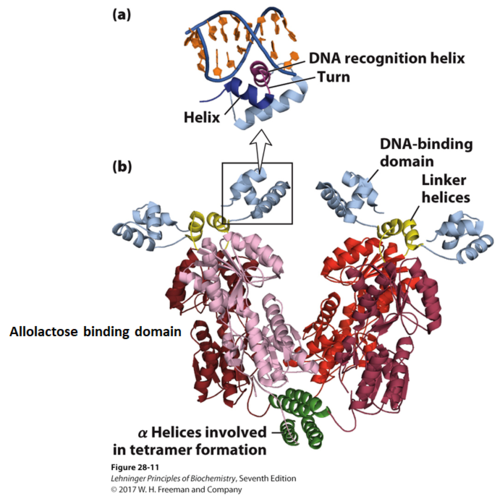 (a)
DNA recognition helix
Turn
Helix
(b)
DNA-binding
domain
Linker
helices
Allolactose binding domain
α Helices involved
in tetramer formation
Figure 28-11
Lehninger Principles of Biochemistry, Seventh Edition
© 2017 W. H. Freeman and Company